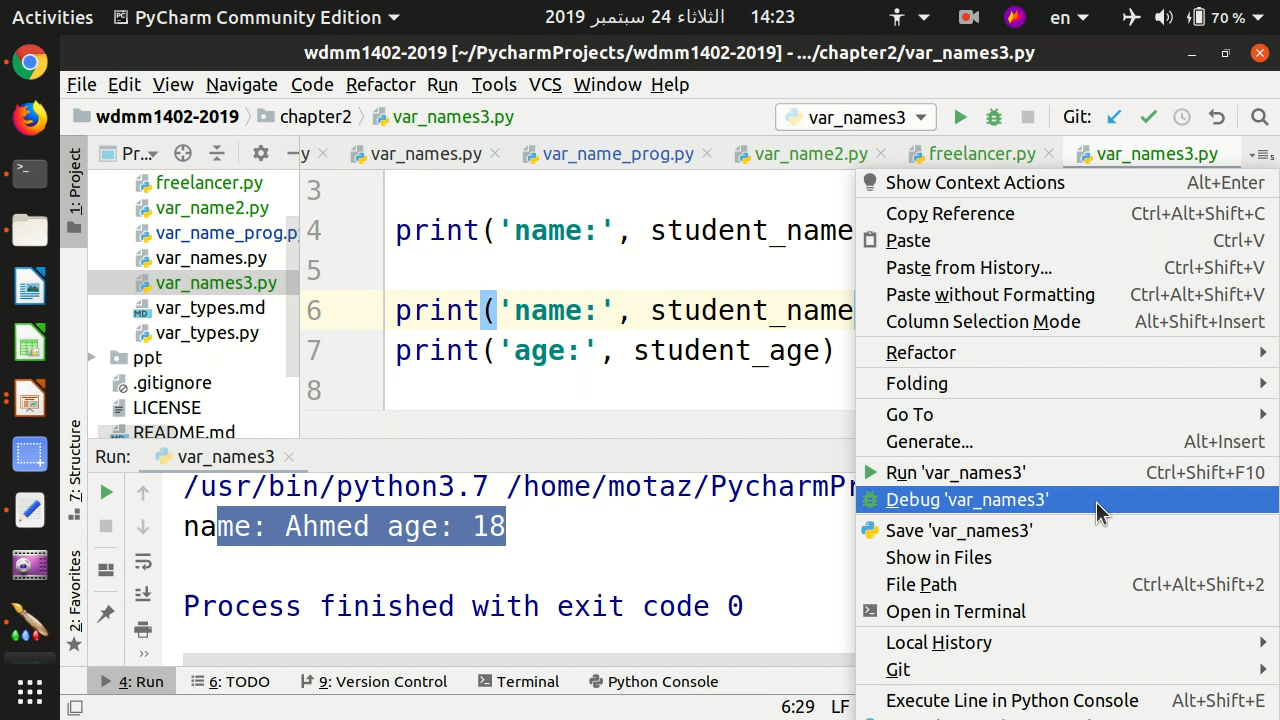 Activities PyCharm Community Edition الثلاثاء 24 سبتمبر 2019 14:23 en 70 %
wdmm1402-2019 [~/PycharmProjects/wdmm1402-2019] - .../chapter2/var_names3.py
File Edit View Navigate Code Refactor Run Tools VCS Window Help
wdmm1402-2019 chapter2 var_names3.py var_names3 Git:
1: Project
Pr... y var_names.py var_name_prog.py var_name2.py freelancer.py var_names3.py
freelancer.py
var_name2.py
var_name_prog.p
var_names.py
var_names3.py
var_types.md
var_types.py
ppt
.gitignore
LICENSE
README.md
3
4 print('name:', student_name
5
6 print('name:', student_name
7 print('age:', student_age)
8
Show Context Actions Alt+Enter
Copy Reference Ctrl+Alt+Shift+C
Paste Ctrl+V
Paste from History... Ctrl+Shift+V
Paste without Formatting Ctrl+Alt+Shift+V
Column Selection Mode Alt+Shift+Insert
Refactor
Folding
Go To
Generate... Alt+Insert
Run 'var_names3' Ctrl+Shift+F10
Debug 'var_names3'
Save 'var_names3'
Show in Files
File Path Ctrl+Alt+Shift+2
Open in Terminal
Local History
Git
Execute Line in Python Console Alt+Shift+E
7: Structure
2: Favorites
Run: var_names3
/usr/bin/python3.7 /home/motaz/PycharmPr
name: Ahmed age: 18
Process finished with exit code 0
4: Run 6: TODO 9: Version Control Terminal Python Console
6:29 LF